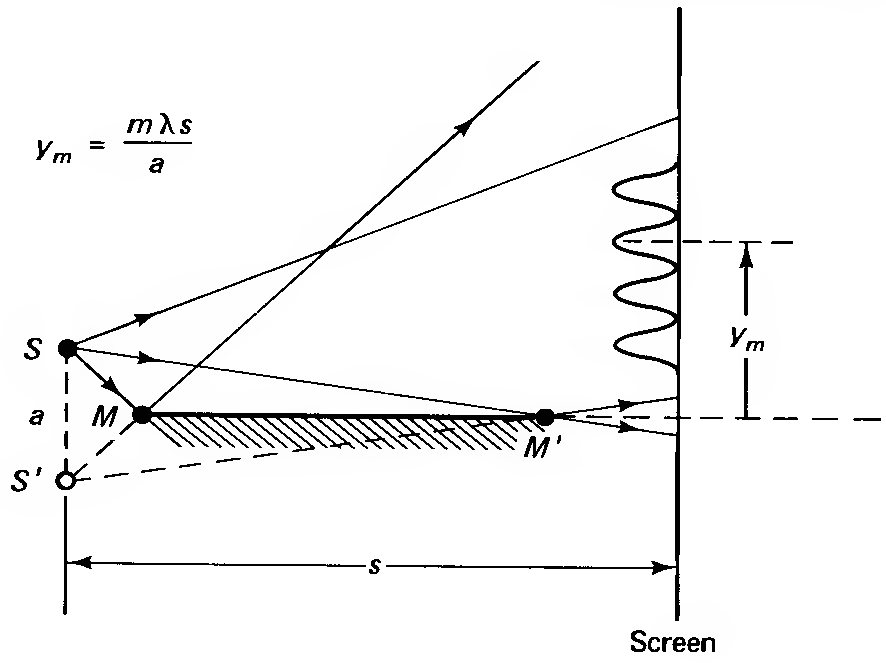 y_m = mλs/a
S
a
M
M'
S'
y_m
s
Screen